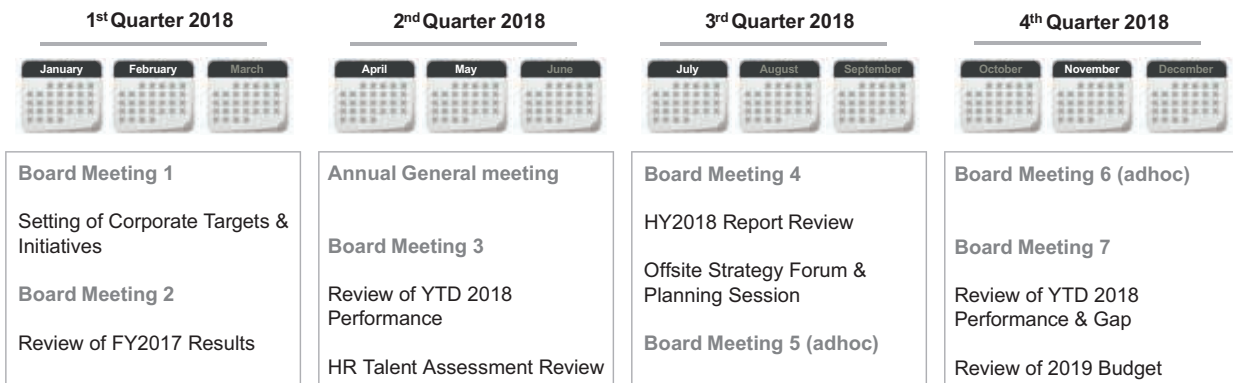 1st Quarter 2018
2nd Quarter 2018
3rd Quarter 2018
4th Quarter 2018
January
February
March
April
May
June
July
August
September
October
November
December
Board Meeting 1
Setting of Corporate Targets &
Initiatives
Board Meeting 2
Review of FY2017 Results
Annual General meeting
Board Meeting 3
Review of YTD 2018
Performance
HR Talent Assessment Review
Board Meeting 4
HY2018 Report Review
Offsite Strategy Forum &
Planning Session
Board Meeting 5 (adhoc)
Board Meeting 6 (adhoc)
Board Meeting 7
Review of YTD 2018
Performance & Gap
Review of 2019 Budget